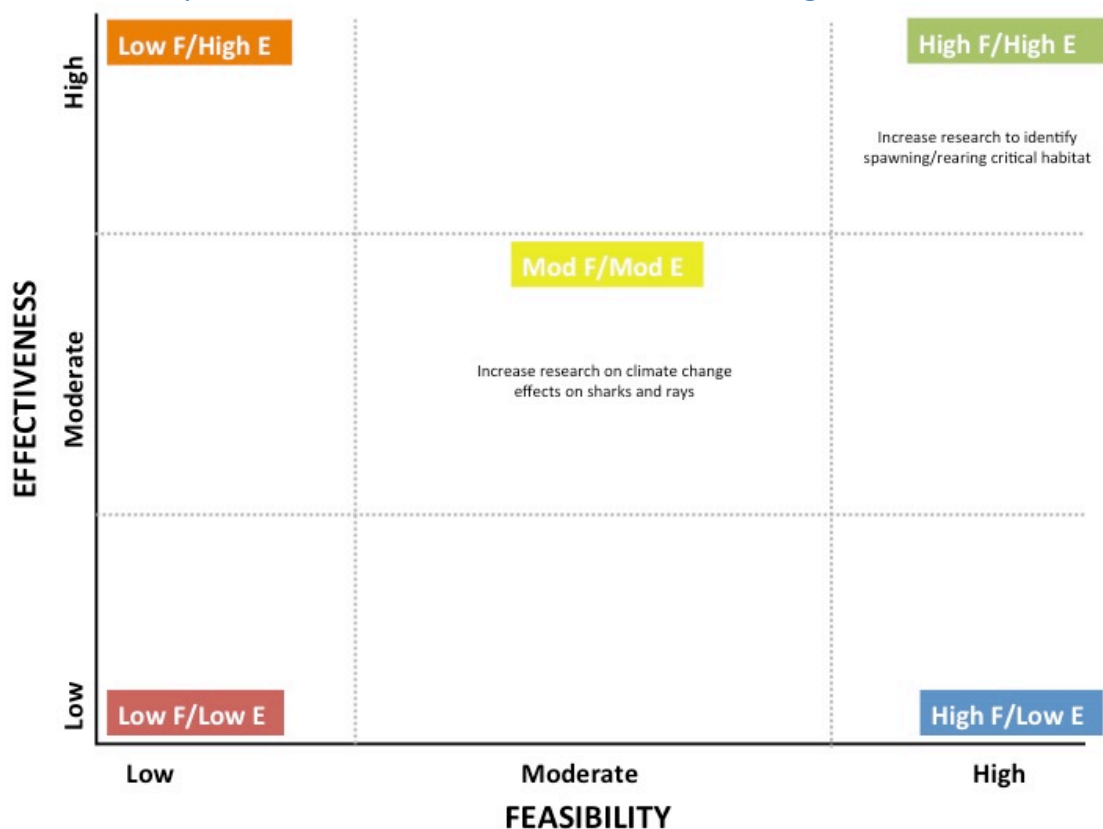 Low F/High E
High F/High E
High
Increase research to identify
spawning/rearing critical habitat
Mod F/Mod E
EFFECTIVENESS
Moderate
Increase research on climate change
effects on sharks and rays
Low
Low F/Low E
High F/Low E
Low
Moderate
High
FEASIBILITY